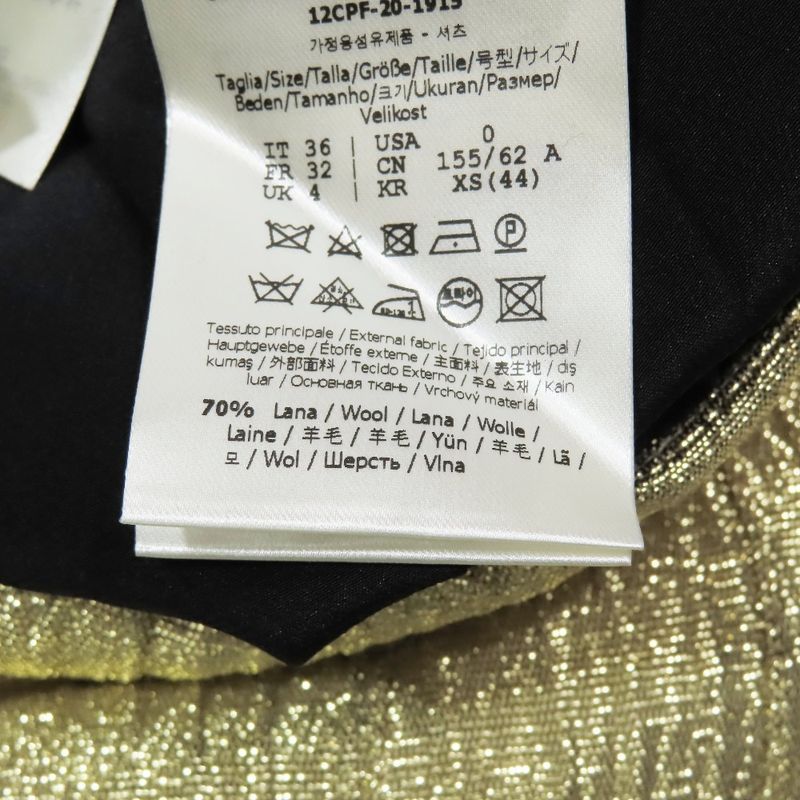 12CPF-20-1919
가정용섬유제품 - 셔츠
Taglia/Size/Talla/Größe/Taille/号型/サイズ/
Beden/Tamanho/크기/Ukuran/Размер/
Velikost
IT 36 | USA 0
FR 32 | CN 155/62 A
UK 4 | KR XS(44)
P
Tessuto principale / External fabric / Tejido principal /
Hauptgewebe / Étoffe externe / 主面料 / 表生地 / dış
kumaş / 外部面料 / Tecido Externo / 주요 소재 / Kain
luar / Основная ткань / Vrchový materiál
70% Lana / Wool / Lana / Wolle /
Laine / 羊毛 / 羊毛 / Yün / 羊毛 / Lã /
모 / Wol / Шерсть / Vlna